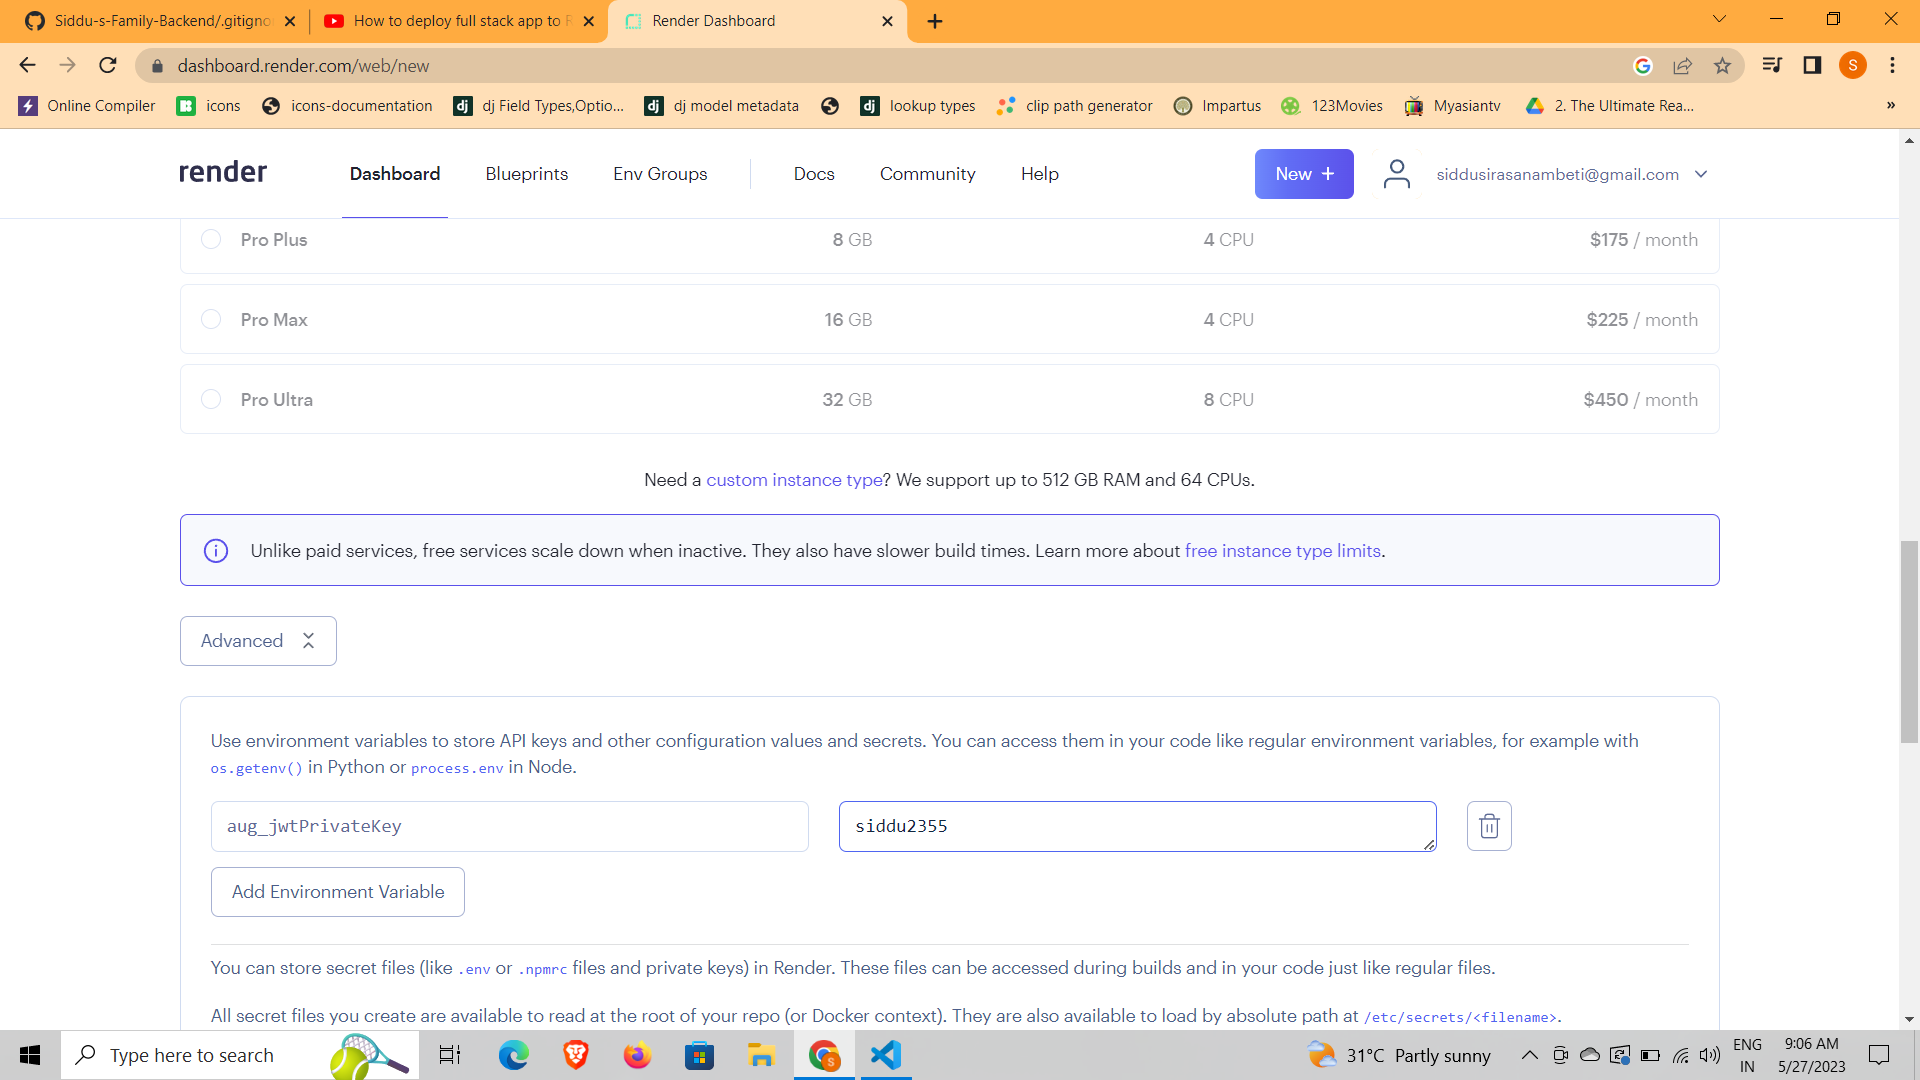 Siddu-s-Family-Backend/.gitigno
How to deploy full stack app to R
Render Dashboard
dashboard.render.com/web/new
S
Online Compiler
icons
icons-documentation
dj Field Types,Optio...
dj model metadata
lookup types
clip path generator
Impartus
123Movies
Myasiantv
2. The Ultimate Rea...
»
render
Dashboard
Blueprints
Env Groups
Docs
Community
Help
New +
siddusirasanambeti@gmail.com
Pro Plus 8 GB 4 CPU $175 / month
Pro Max 16 GB 4 CPU $225 / month
Pro Ultra 32 GB 8 CPU $450 / month
Need a custom instance type? We support up to 512 GB RAM and 64 CPUs.
Unlike paid services, free services scale down when inactive. They also have slower build times. Learn more about free instance type limits.
Advanced
Use environment variables to store API keys and other configuration values and secrets. You can access them in your code like regular environment variables, for example with
os.getenv() in Python or process.env in Node.
aug_jwtPrivateKey
siddu2355
Add Environment Variable
You can store secret files (like .env or .npmrc files and private keys) in Render. These files can be accessed during builds and in your code just like regular files.
All secret files you create are available to read at the root of your repo (or Docker context). They are also available to load by absolute path at /etc/secrets/<filename>.
Type here to search
31°C Partly sunny
ENG
IN
9:06 AM
5/27/2023